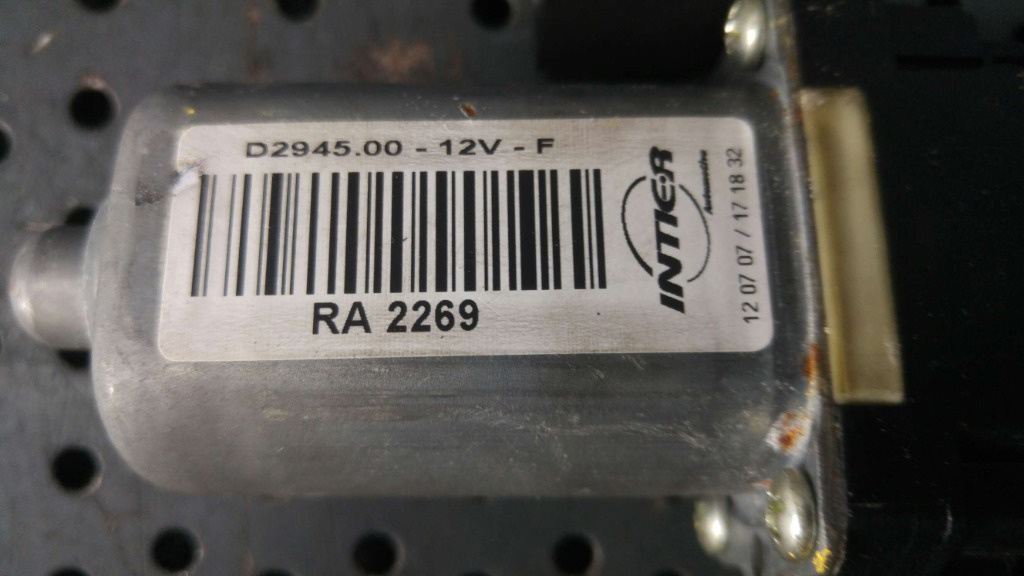 D2945.00 - 12V - F
RA 2269
INTIER
Automotive
12 07 07 / 17 18 32